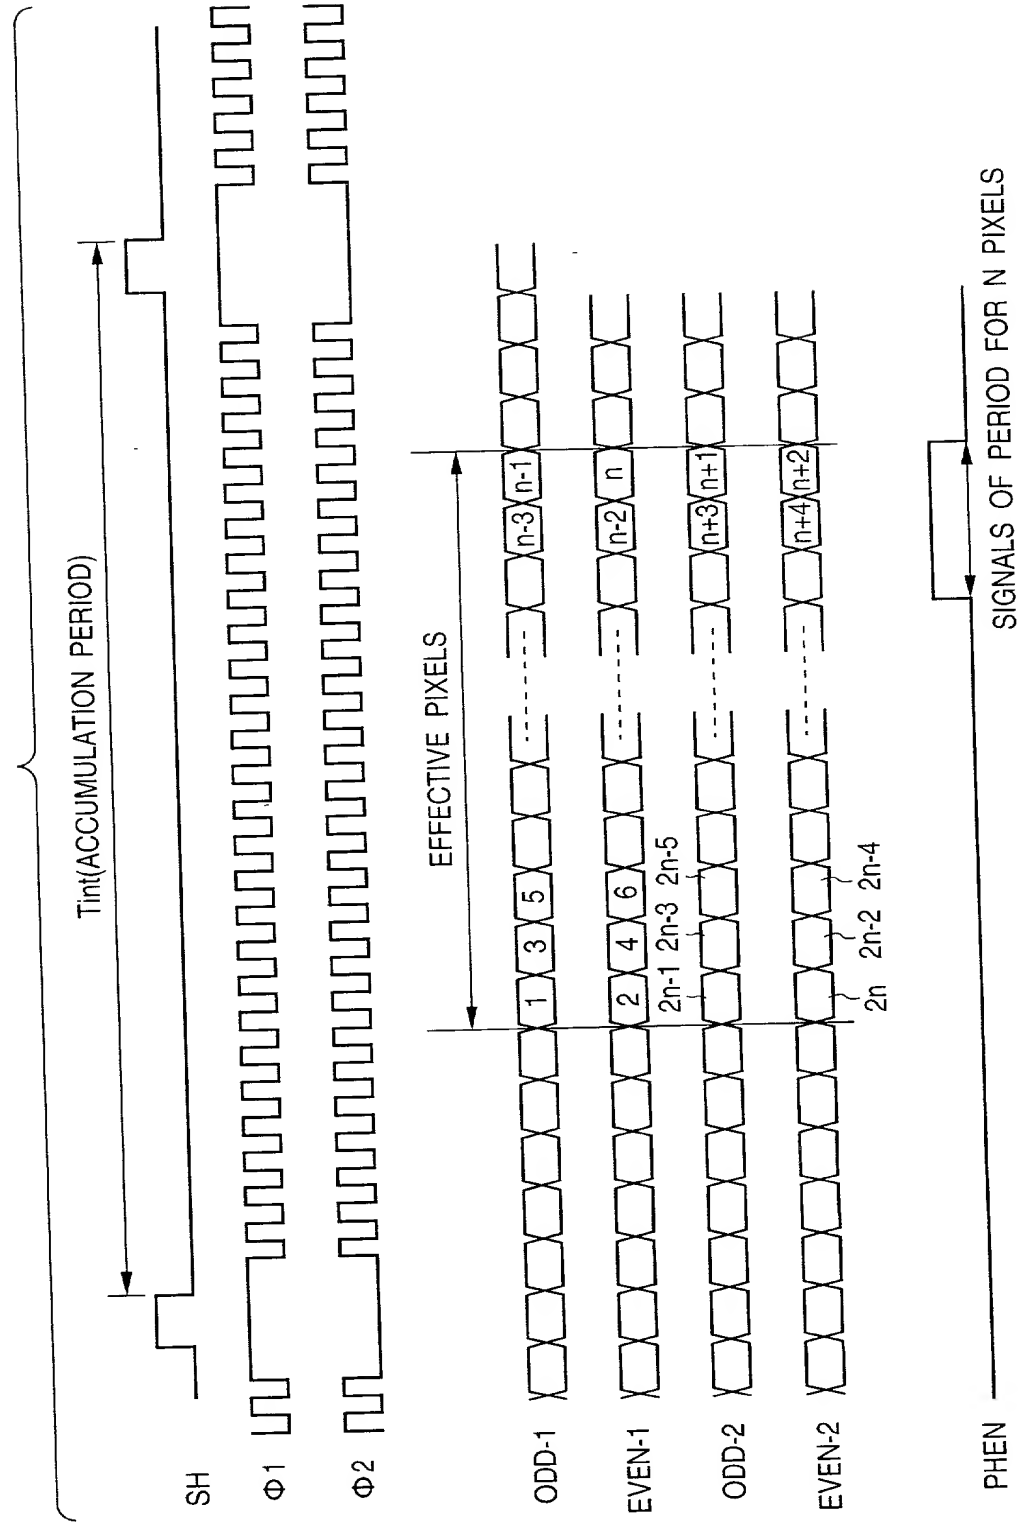 Tint(ACCUMULATION PERIOD)
SH
Φ1
Φ2
EFFECTIVE PIXELS
ODD-1
1 3 5 n-3 n-1
EVEN-1
2 4 6 n-2 n
2n-1 2n-3 2n-5
ODD-2
n+3 n+1
EVEN-2
n+4 n+2
2n 2n-2 2n-4
PHEN
SIGNALS OF PERIOD FOR N PIXELS